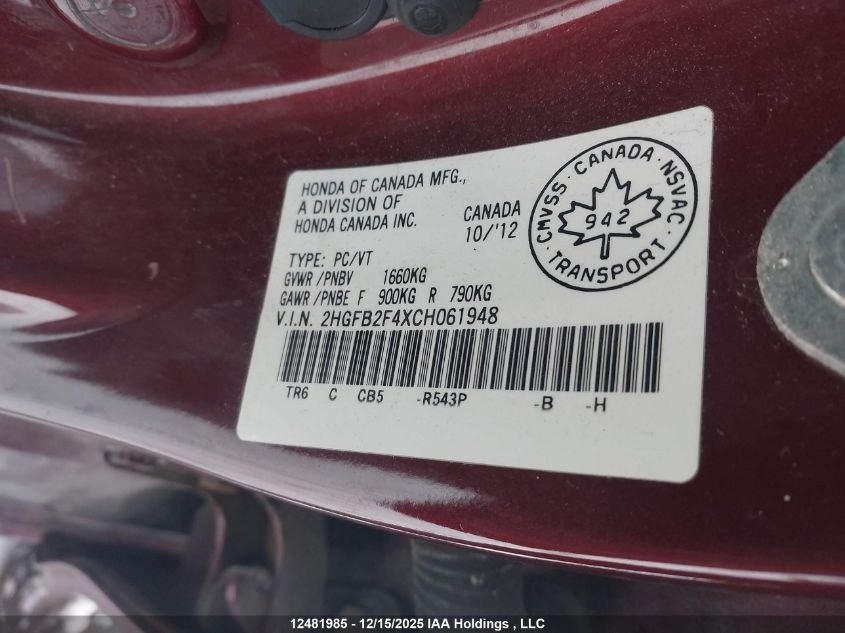 HONDA OF CANADA MFG.,
A DIVISION OF
HONDA CANADA INC.
CANADA
10/'12
CMVSS · CANADA · NSVAC · TRANSPORT ·
942
TYPE: PC/VT
GVWR/PNBV 1660KG
GAWR/PNBE F 900KG R 790KG
V.I.N. 2HGFB2F4XCH061948
TR6 C CB5 -R543P -B -H
12481985 - 12/15/2025 IAA Holdings , LLC